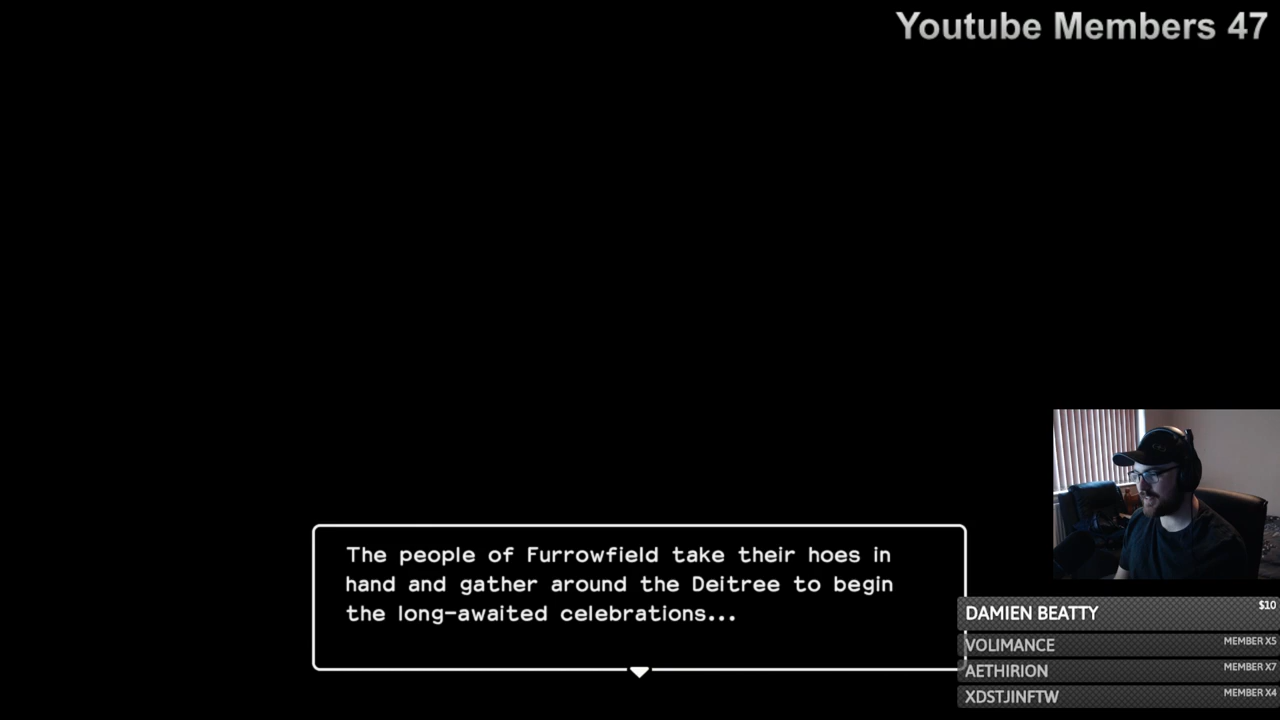 Youtube Members 47
The people of Furrowfield take their hoes in
hand and gather around the Deitree to begin
the long-awaited celebrations...
DAMIEN BEATTY $10
VOLIMANCE MEMBER X5
AETHIRION MEMBER X7
XDSTJINFTW MEMBER X4